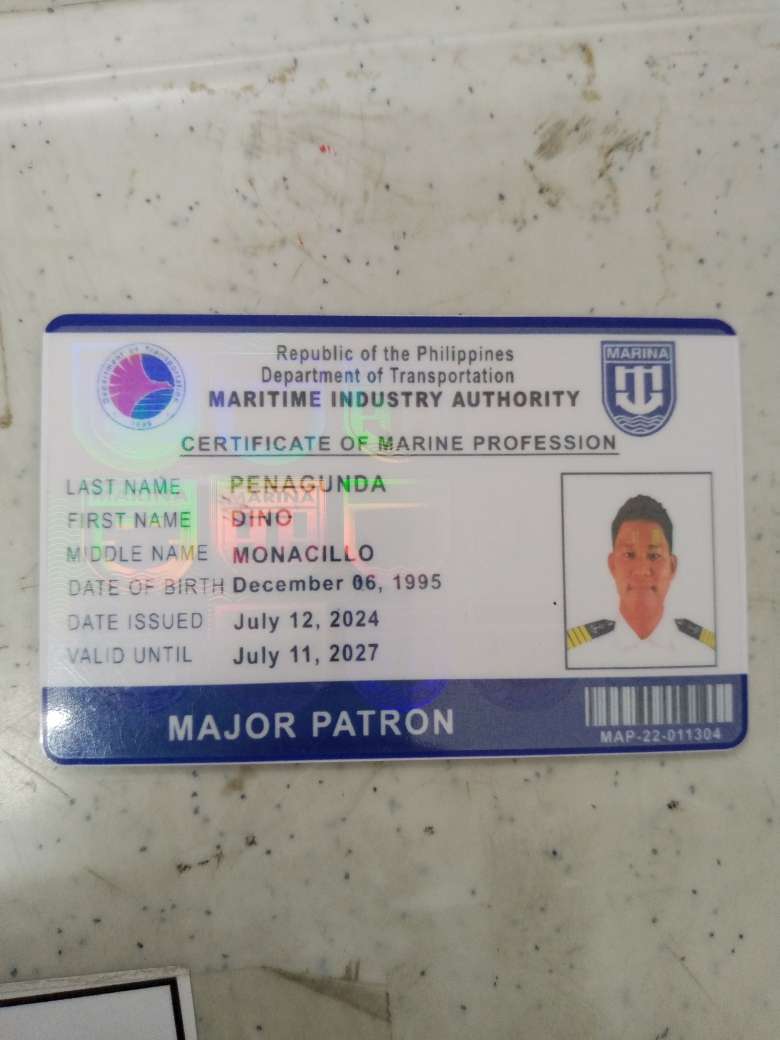 Republic of the Philippines
Department of Transportation
MARITIME INDUSTRY AUTHORITY
MARINA
Department of Transportation
CERTIFICATE OF MARINE PROFESSION
LAST NAME PENAGUNDA
FIRST NAME DINO
MIDDLE NAME MONACILLO
DATE OF BIRTH December 06, 1995
DATE ISSUED July 12, 2024
VALID UNTIL July 11, 2027
MARINA
MARINA
MAJOR PATRON
MAP-22-011304